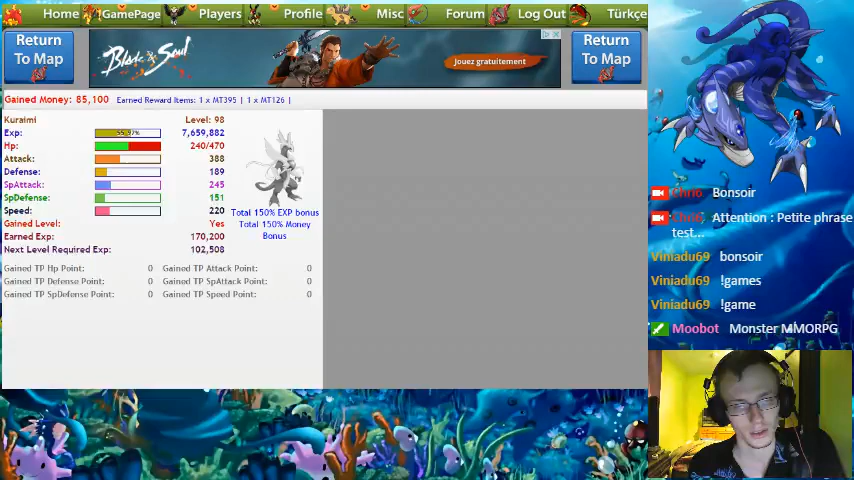 Home GamePage Players Profile Misc Forum Log Out Türkçe
Return
To Map
Blade & Soul
Jouez gratuitement
Return
To Map
Gained Money: 85,100 Earned Reward Items: 1 x MT395 | 1 x MT126 |
Kuraimi Level: 98
Exp: 55.97% 7,659,882
Hp: 240/470
Attack: 388
Defense: 189
SpAttack: 245
SpDefense: 151
Speed: 220
Gained Level: Yes
Earned Exp: 170,200
Next Level Required Exp: 102,508
Total 150% EXP bonus
Total 150% Money
Bonus
Gained TP Hp Point: 0 Gained TP Attack Point: 0
Gained TP Defense Point: 0 Gained TP SpAttack Point: 0
Gained TP SpDefense Point: 0 Gained TP Speed Point: 0
Bonsoir
Attention : Petite phrase
test...
Viniadu69 bonsoir
Viniadu69 !games
Viniadu69 !game
Moobot Monster MMORPG